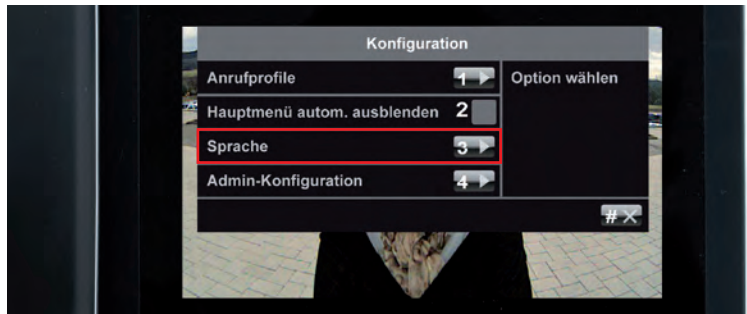 Konfiguration
Anrufprofile 1
Option wählen
Hauptmenü autom. ausblenden 2
Sprache 3
Admin-Konfiguration 4
#